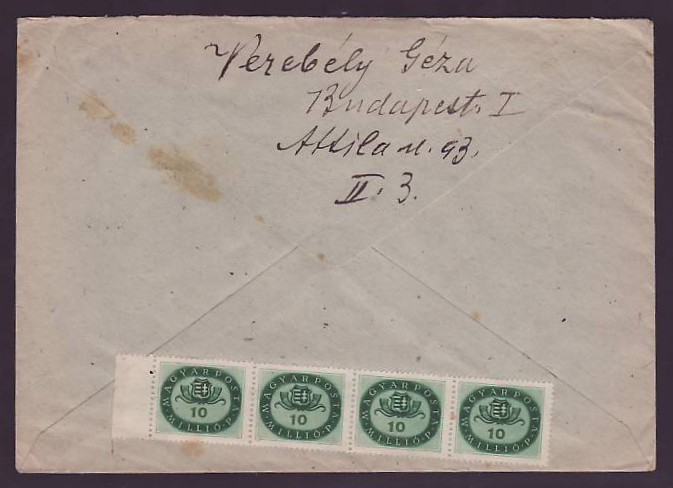 Verebély Géza
Budapest. I
Attila u. 93.
II. 3.
MAGYAR POSTA
10
MILLIÓ-P
MAGYAR POSTA
10
MILLIÓ-P
MAGYAR POSTA
10
MILLIÓ-P
MAGYAR POSTA
10
MILLIÓ-P